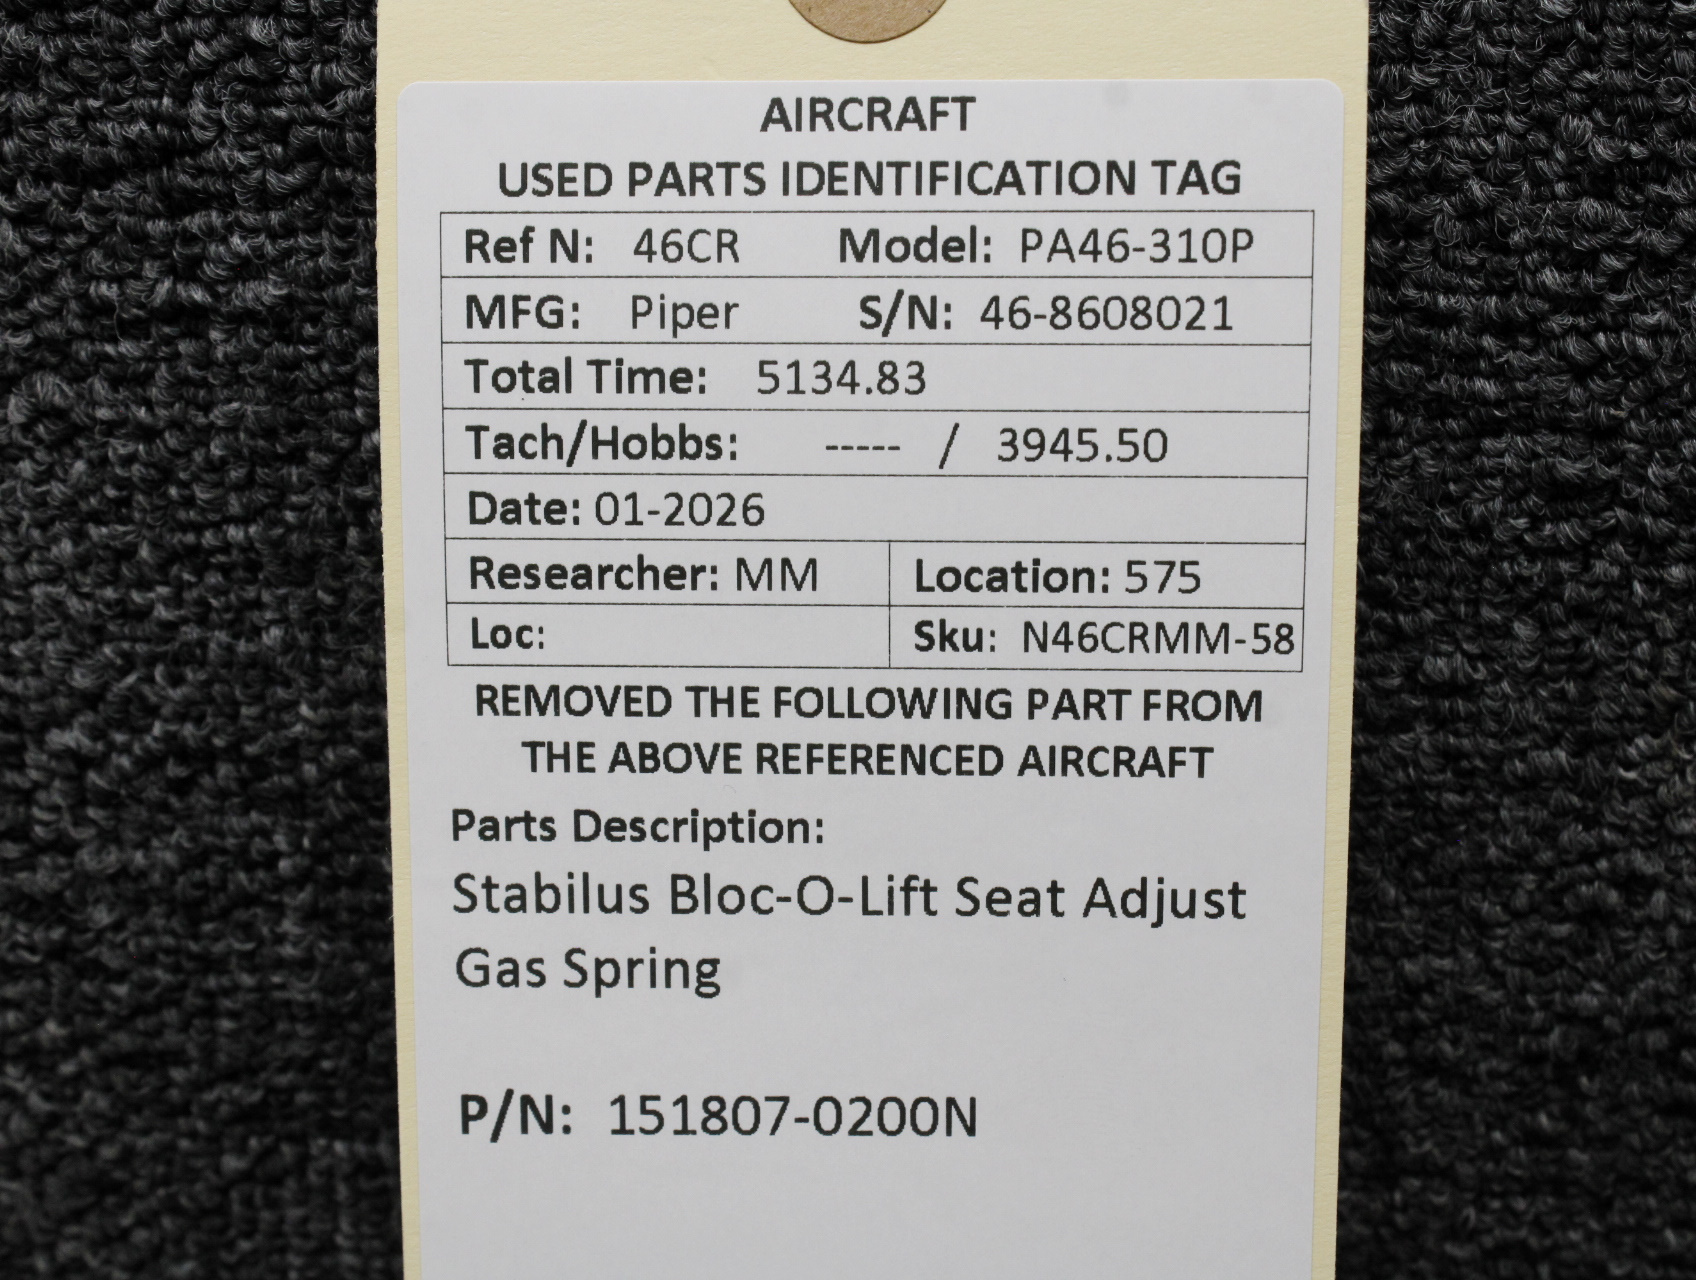 AIRCRAFT
USED PARTS IDENTIFICATION TAG
Ref N: 46CR Model: PA46-310P
MFG: Piper S/N: 46-8608021
Total Time: 5134.83
Tach/Hobbs: ----- / 3945.50
Date: 01-2026
Researcher: MM Location: 575
Loc: Sku: N46CRMM-58
REMOVED THE FOLLOWING PART FROM
THE ABOVE REFERENCED AIRCRAFT
Parts Description:
Stabilus Bloc-O-Lift Seat Adjust
Gas Spring
P/N: 151807-0200N